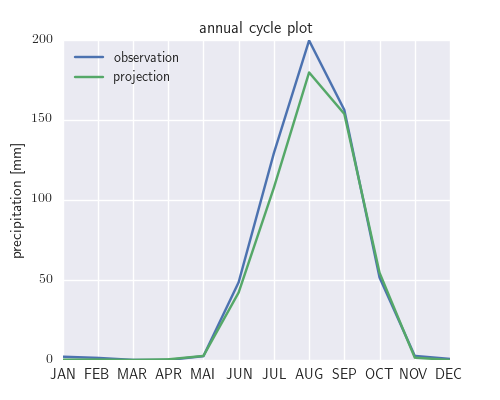 annual cycle plot
observation
projection
precipitation [mm]
200
150
100
50
0
JAN FEB MAR APR MAI JUN JUL AUG SEP OCT NOV DEC